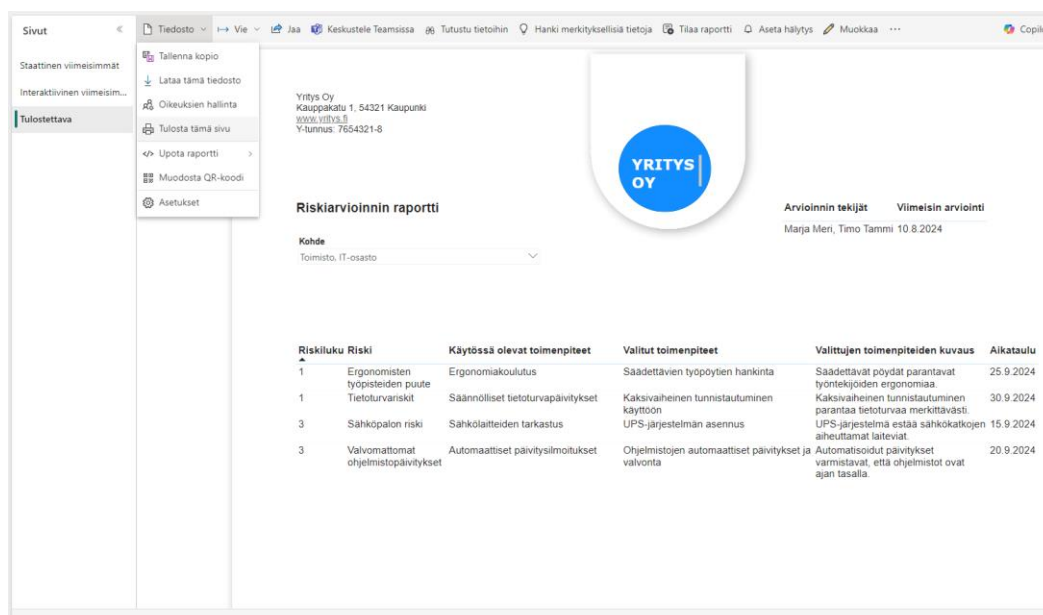 Sivut
Tiedosto
Vie
Jaa
Keskustele Teamsissa
Tutustu tietoihin
Hanki merkityksellisiä tietoja
Tilaa raportti
Aseta hälytys
Muokkaa
Staattinen viimeisimmät
Interaktiivinen viimeisim...
Tulostettava
Tallenna kopio
Lataa tämä tiedosto
Oikeuksien hallinta
Tulosta tämä sivu
Upota raportti
Muodosta QR-koodi
Asetukset
Yritys Oy
Kauppakatu 1, 54321 Kaupunki
www.yritys.fi
Y-tunnus: 7654321-8
YRITYS
OY
Riskiarvioinnin raportti
Arvioinnin tekijät Viimeisin arviointi
Marja Meri, Timo Tammi 10.8.2024
Kohde
Toimisto, IT-osasto
Riskiluku Riski Käytössä olevat toimenpiteet Valitut toimenpiteet Valittujen toimenpiteiden kuvaus Aikataulu
1 Ergonomisten Ergonomiakoulutus Säädettävien työpöytien hankinta Säädettävät pöydät parantavat 25.9.2024
työpisteiden puute työntekijöiden ergonomiaa.
1 Tietoturvariskit Säännölliset tietoturvapäivitykset Kaksivaiheinen tunnistautuminen Kaksivaiheinen tunnistautuminen 30.9.2024
käyttöön parantaa tietoturvaa merkittävästi.
3 Sähköpalon riski Sähkölaitteiden tarkastus UPS-järjestelmän asennus UPS-järjestelmä estää sähkökatkojen 15.9.2024
aiheuttamat laiteviat.
3 Valvomattomat Automaattiset päivitysilmoitukset Ohjelmistojen automaattiset päivitykset ja Automatisoidut päivitykset 20.9.2024
ohjelmistopäivitykset valvonta varmistavat, että ohjelmistot ovat
ajan tasalla.